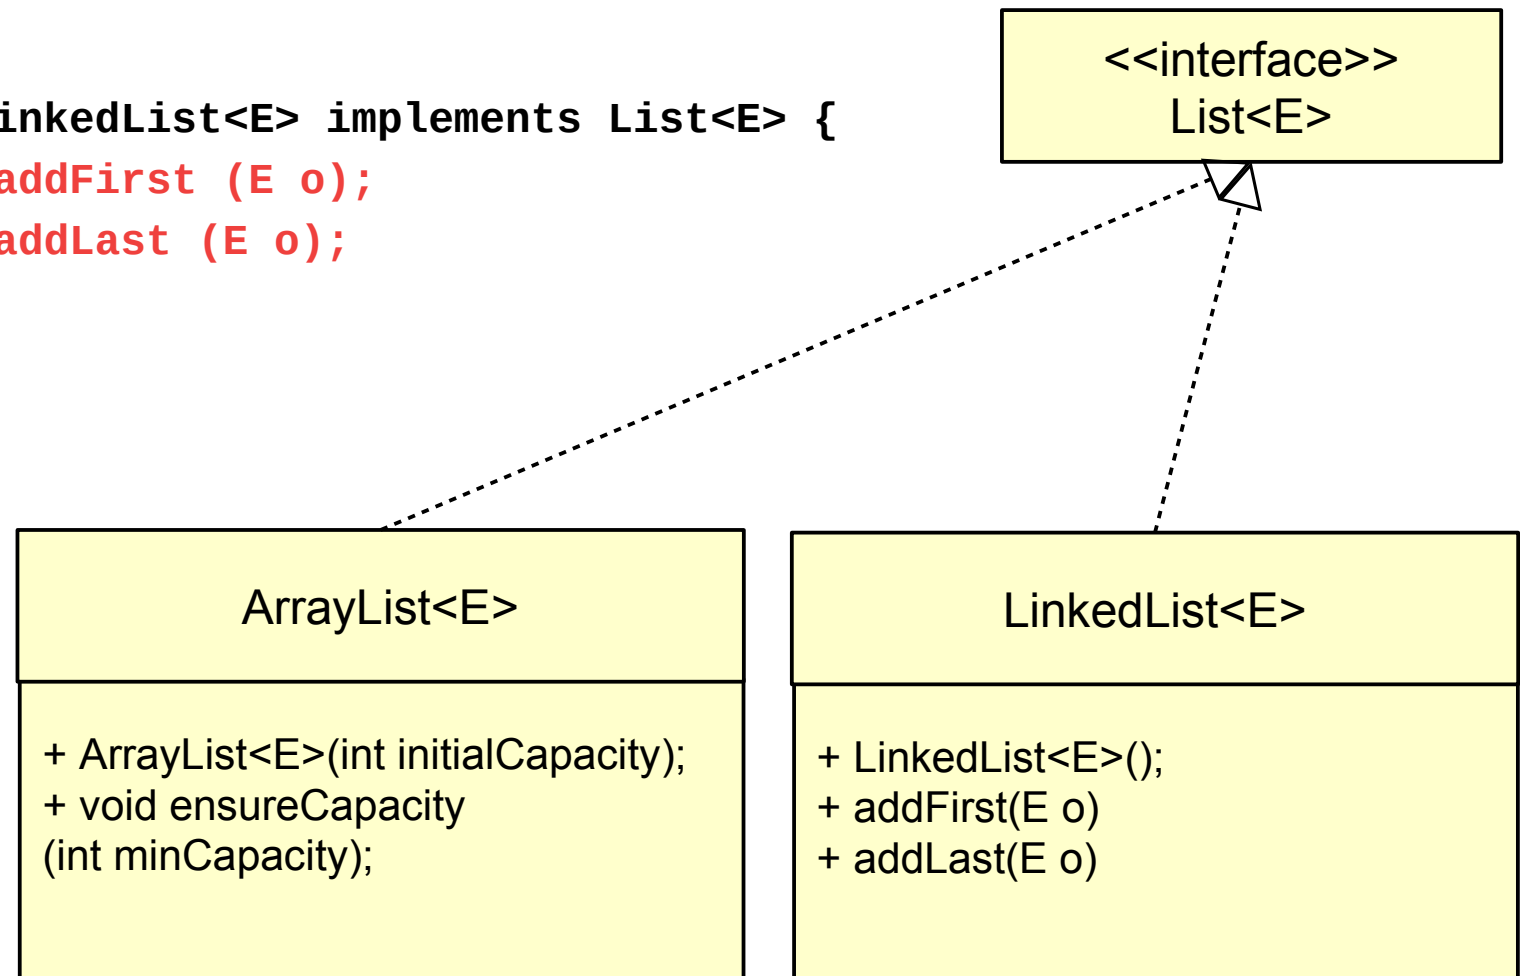 <<interface>>
List<E>
inkedList<E> implements List<E> {
addFirst (E o);
addLast (E o);
ArrayList<E>
+ ArrayList<E>(int initialCapacity);
+ void ensureCapacity
(int minCapacity);
LinkedList<E>
+ LinkedList<E>();
+ addFirst(E o)
+ addLast(E o)